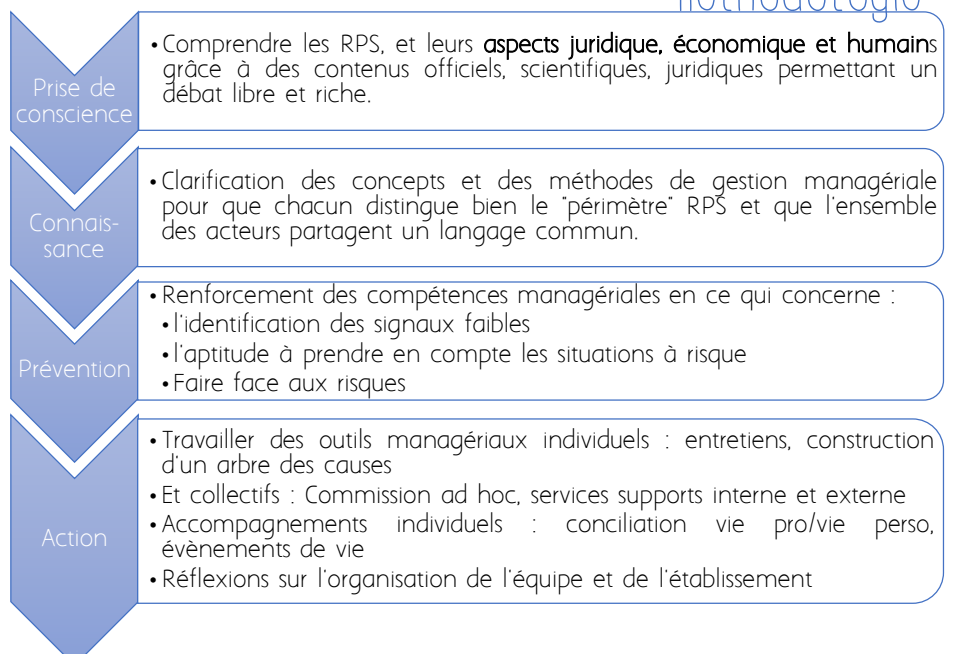 Prise de
conscience
• Comprendre les RPS, et leurs aspects juridique, économique et humains
grâce à des contenus officiels, scientifiques, juridiques permettant un
débat libre et riche.
Connais-
sance
• Clarification des concepts et des méthodes de gestion managériale
pour que chacun distingue bien le "périmètre" RPS et que l'ensemble
des acteurs partagent un langage commun.
Prévention
• Renforcement des compétences managériales en ce qui concerne :
• l'identification des signaux faibles
• l'aptitude à prendre en compte les situations à risque
• Faire face aux risques
Action
• Travailler des outils managériaux individuels : entretiens, construction
d'un arbre des causes
• Et collectifs : Commission ad hoc, services supports interne et externe
• Accompagnements individuels : conciliation vie pro/vie perso,
évènements de vie
• Réflexions sur l'organisation de l'équipe et de l'établissement